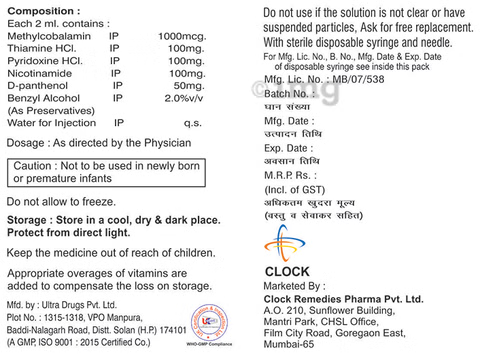 Composition :
Each 2 ml. contains :
Methylcobalamin IP 1000mcg.
Thiamine HCl. IP 100mg.
Pyridoxine HCl. IP 100mg.
Nicotinamide IP 100mg.
D-panthenol IP 50mg.
Benzyl Alcohol IP 2.0%v/v
(As Preservatives)
Water for Injection IP q.s.
Dosage : As directed by the Physician
Caution : Not to be used in newly born
or premature infants
Do not allow to freeze.
Storage : Store in a cool, dry & dark place.
Protect from direct light.
Keep the medicine out of reach of children.
Appropriate overages of vitamins are
added to compensate the loss on storage.
Mfd. by : Ultra Drugs Pvt. Ltd.
Plot No. : 1315-1318, VPO Manpura,
Baddi-Nalagarh Road, Distt. Solan (H.P.) 174101
(A GMP, ISO 9001 : 2015 Certified Co.)
WHO-GMP Compliance
Do not use if the solution is not clear or have
suspended particles, Ask for free replacement.
With sterile disposable syringe and needle.
For Mfg. Lic. No., B. No., Mfg. Date & Exp. Date
of disposable syringe see inside this pack
Mfg. Lic. No. : MB/07/538
Batch No. :
घान संख्या
Mfg. Date :
उत्पादन तिथि
Exp. Date :
अवसान तिथि
M.R.P. Rs. :
(Incl. of GST)
अधिकतम खुदरा मूल्य
(वस्तु व सेवाकर सहित)
1mg
CLOCK
Marketed By :
Clock Remedies Pharma Pvt. Ltd.
A.O. 210, Sunflower Building,
Mantri Park, CHSL Office,
Film City Road, Goregaon East,
Mumbai-65